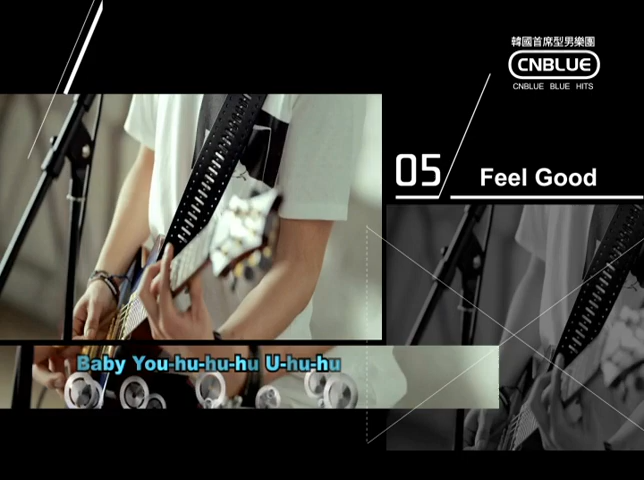 韓國首席型男樂團
CNBLUE
CNBLUE BLUE HITS
05
Feel Good
Baby You-hu-hu-hu U-hu-hu